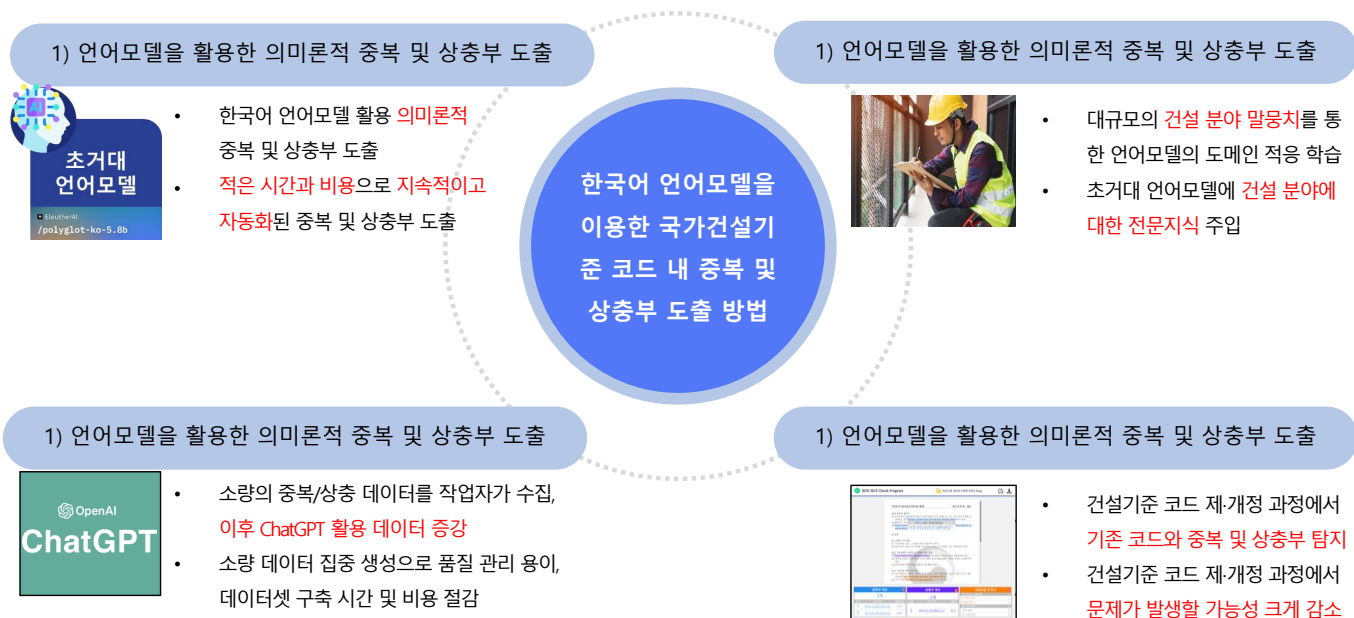 1) 언어모델을 활용한 의미론적 중복 및 상충부 도출
AI
초거대
언어모델
EleutherAI
/polyglot-ko-5.8b
• 한국어 언어모델 활용 의미론적
중복 및 상충부 도출
• 적은 시간과 비용으로 지속적이고
자동화된 중복 및 상충부 도출
1) 언어모델을 활용한 의미론적 중복 및 상충부 도출
• 대규모의 건설 분야 말뭉치를 통
한 언어모델의 도메인 적응 학습
• 초거대 언어모델에 건설 분야에
대한 전문지식 주입
한국어 언어모델을
이용한 국가건설기
준 코드 내 중복 및
상충부 도출 방법
1) 언어모델을 활용한 의미론적 중복 및 상충부 도출
OpenAI
ChatGPT
• 소량의 중복/상충 데이터를 작업자가 수집,
이후 ChatGPT 활용 데이터 증강
• 소량 데이터 집중 생성으로 품질 관리 용이,
데이터셋 구축 시간 및 비용 절감
1) 언어모델을 활용한 의미론적 중복 및 상충부 도출
• 건설기준 코드 제·개정 과정에서
기존 코드와 중복 및 상충부 탐지
• 건설기준 코드 제·개정 과정에서
문제가 발생할 가능성 크게 감소